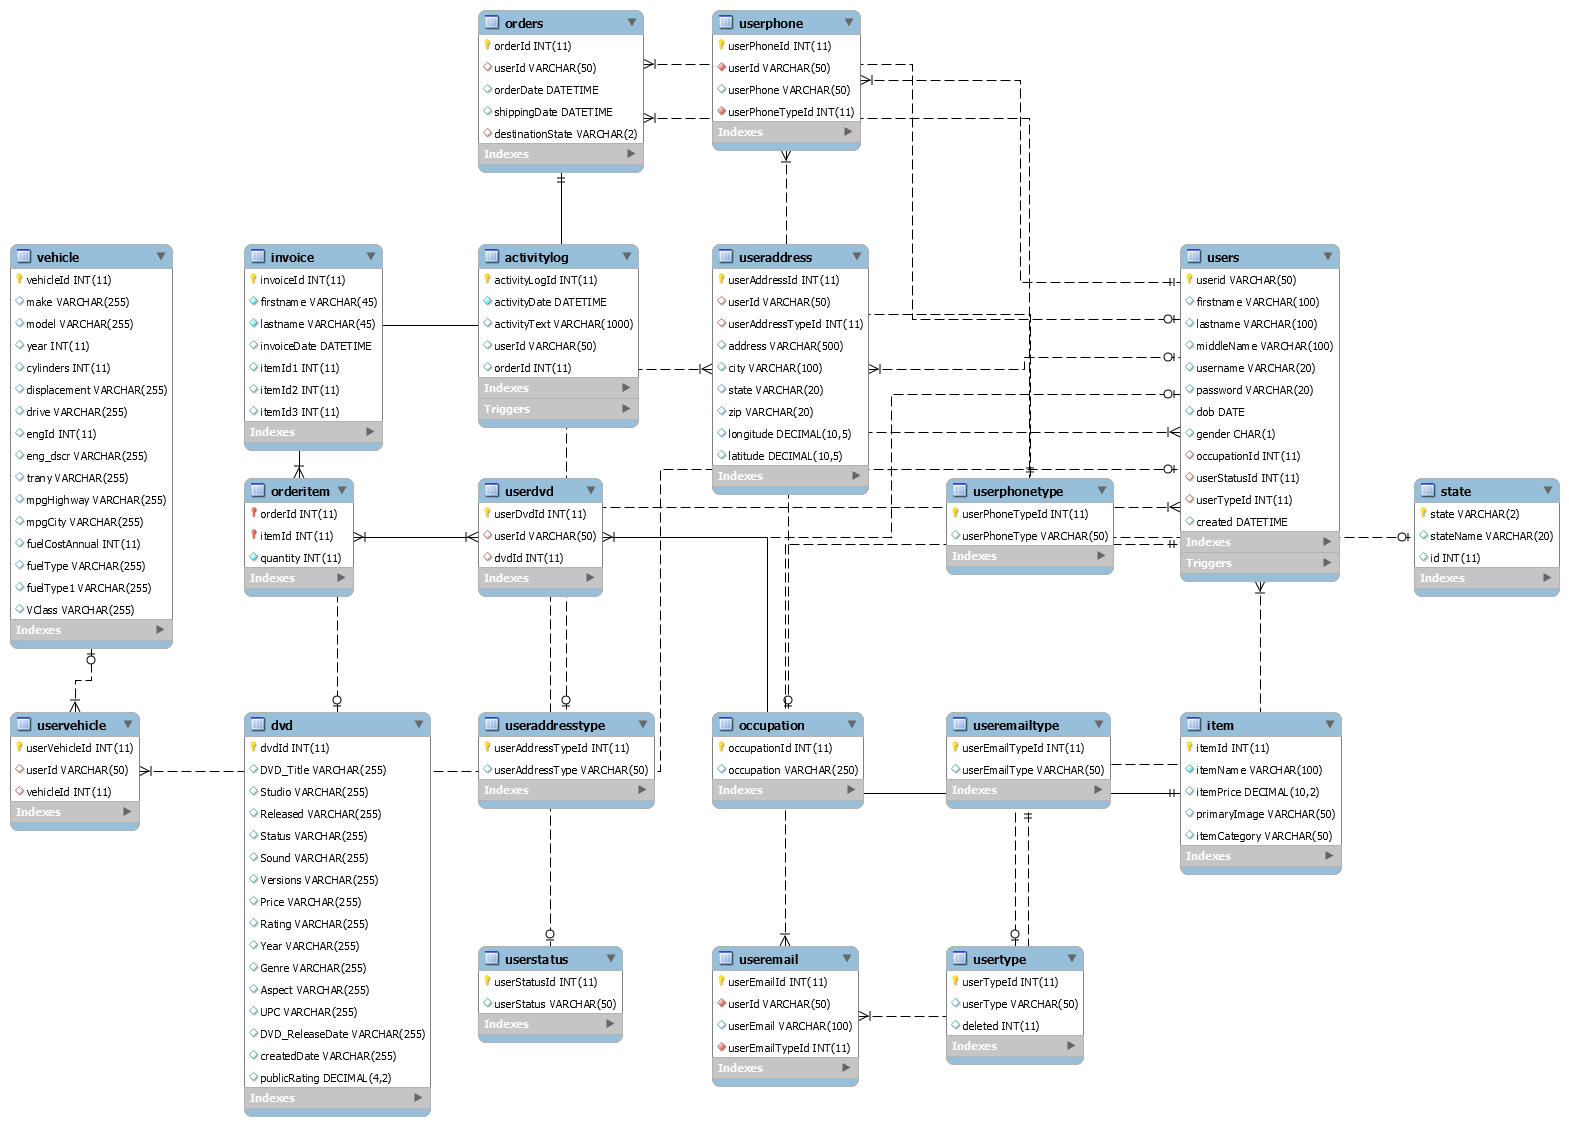 orders
orderId INT(11)
userId VARCHAR(50)
orderDate DATETIME
shippingDate DATETIME
destinationState VARCHAR(2)
Indexes
userphone
userPhoneId INT(11)
userId VARCHAR(50)
userPhone VARCHAR(50)
userPhoneTypeId INT(11)
Indexes
vehicle
vehicleId INT(11)
make VARCHAR(255)
model VARCHAR(255)
year INT(11)
cylinders INT(11)
displacement VARCHAR(255)
drive VARCHAR(255)
engId INT(11)
eng_dscr VARCHAR(255)
trany VARCHAR(255)
mpgHighway VARCHAR(255)
mpgCity VARCHAR(255)
fuelCostAnnual INT(11)
fuelType VARCHAR(255)
fuelType1 VARCHAR(255)
VClass VARCHAR(255)
Indexes
invoice
invoiceId INT(11)
firstname VARCHAR(45)
lastname VARCHAR(45)
invoiceDate DATETIME
itemId1 INT(11)
itemId2 INT(11)
itemId3 INT(11)
Indexes
activitylog
activityLogId INT(11)
activityDate DATETIME
activityText VARCHAR(1000)
userId VARCHAR(50)
orderId INT(11)
Indexes
Triggers
useraddress
userAddressId INT(11)
userId VARCHAR(50)
userAddressTypeId INT(11)
address VARCHAR(500)
city VARCHAR(100)
state VARCHAR(20)
zip VARCHAR(20)
longitude DECIMAL(10,5)
latitude DECIMAL(10,5)
Indexes
users
userid VARCHAR(50)
firstname VARCHAR(100)
lastname VARCHAR(100)
middleName VARCHAR(100)
username VARCHAR(20)
password VARCHAR(20)
dob DATE
gender CHAR(1)
occupationId INT(11)
userStatusId INT(11)
userTypeId INT(11)
created DATETIME
Indexes
Triggers
orderitem
orderId INT(11)
itemId INT(11)
quantity INT(11)
Indexes
userdvd
userDvdId INT(11)
userId VARCHAR(50)
dvdId INT(11)
Indexes
userphonetype
userPhoneTypeId INT(11)
userPhoneType VARCHAR(50)
Indexes
state
state VARCHAR(2)
stateName VARCHAR(20)
id INT(11)
Indexes
uservehicle
userVehicleId INT(11)
userId VARCHAR(50)
vehicleId INT(11)
Indexes
dvd
dvdId INT(11)
DVD_Title VARCHAR(255)
Studio VARCHAR(255)
Released VARCHAR(255)
Status VARCHAR(255)
Sound VARCHAR(255)
Versions VARCHAR(255)
Price VARCHAR(255)
Rating VARCHAR(255)
Year VARCHAR(255)
Genre VARCHAR(255)
Aspect VARCHAR(255)
UPC VARCHAR(255)
DVD_ReleaseDate VARCHAR(255)
createdDate VARCHAR(255)
publicRating DECIMAL(4,2)
Indexes
useraddresstype
userAddressTypeId INT(11)
userAddressType VARCHAR(50)
Indexes
occupation
occupationId INT(11)
occupation VARCHAR(250)
Indexes
useremailtype
userEmailTypeId INT(11)
userEmailType VARCHAR(50)
Indexes
item
itemId INT(11)
itemName VARCHAR(100)
itemPrice DECIMAL(10,2)
primaryImage VARCHAR(50)
itemCategory VARCHAR(50)
Indexes
userstatus
userStatusId INT(11)
userStatus VARCHAR(50)
Indexes
useremail
userEmailId INT(11)
userId VARCHAR(50)
userEmail VARCHAR(100)
userEmailTypeId INT(11)
Indexes
usertype
userTypeId INT(11)
userType VARCHAR(50)
deleted INT(11)
Indexes